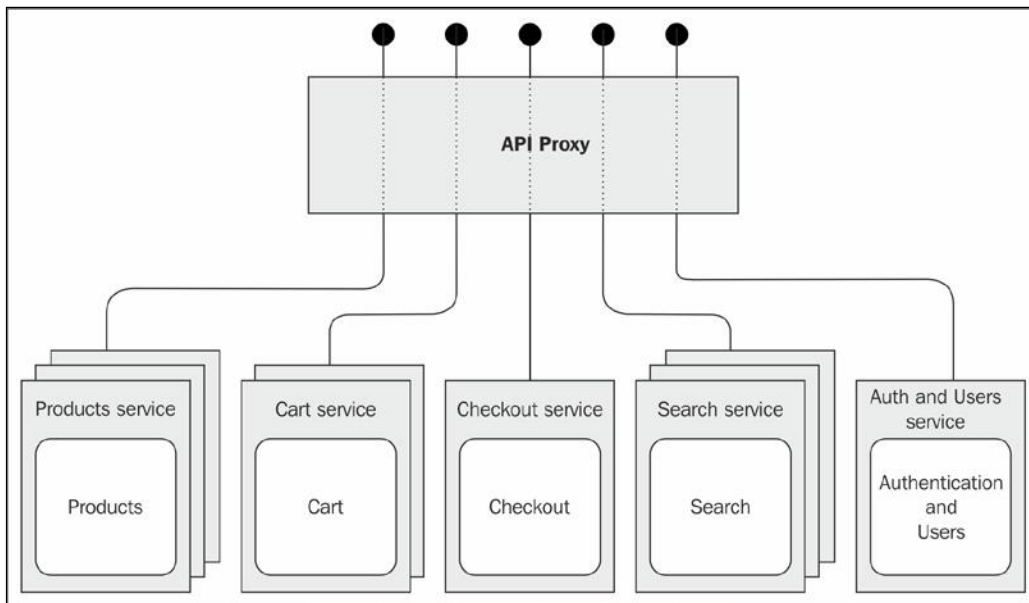 API Proxy
Products service
Cart service
Checkout service
Search service
Auth and Users
service
Products
Cart
Checkout
Search
Authentication
and
Users